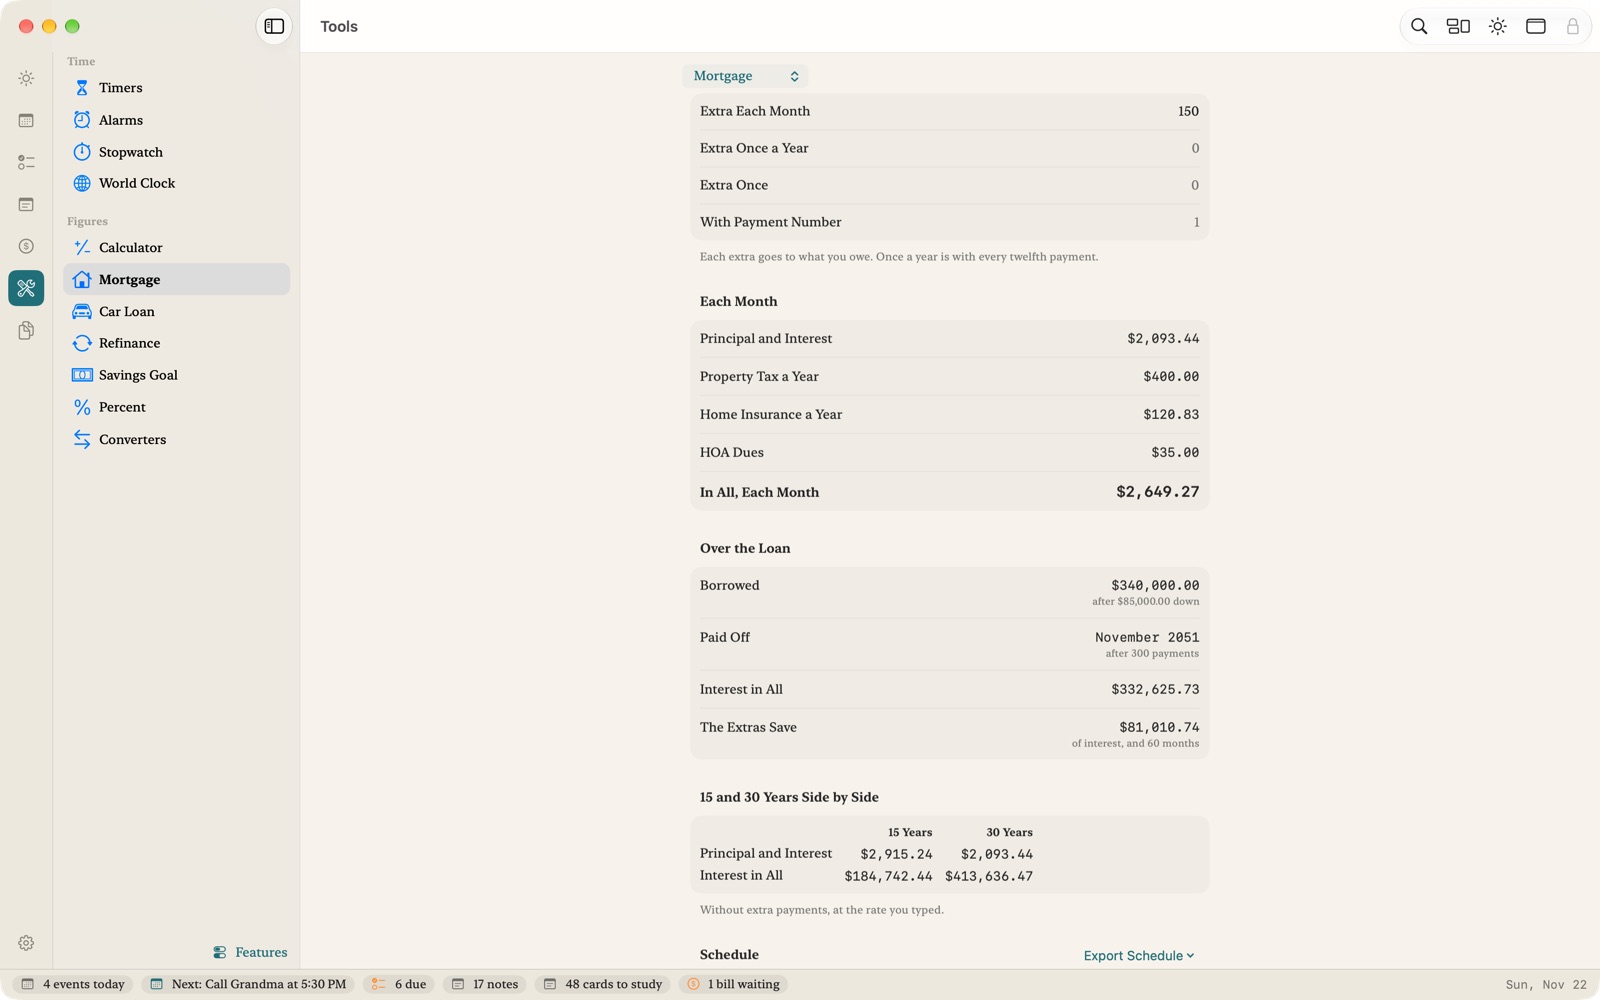 Tools
Time
Timers
Alarms
Stopwatch
World Clock
Figures
Calculator
Mortgage
Car Loan
Refinance
Savings Goal
Percent
Converters
Features
Mortgage
Extra Each Month 150
Extra Once a Year 0
Extra Once 0
With Payment Number 1
Each extra goes to what you owe. Once a year is with every twelfth payment.
Each Month
Principal and Interest $2,093.44
Property Tax a Year $400.00
Home Insurance a Year $120.83
HOA Dues $35.00
In All, Each Month $2,649.27
Over the Loan
Borrowed $340,000.00
after $85,000.00 down
Paid Off November 2051
after 300 payments
Interest in All $332,625.73
The Extras Save $81,010.74
of interest, and 60 months
15 and 30 Years Side by Side
15 Years 30 Years
Principal and Interest $2,915.24 $2,093.44
Interest in All $184,742.44 $413,636.47
Without extra payments, at the rate you typed.
Schedule Export Schedule
4 events today Next: Call Grandma at 5:30 PM 6 due 17 notes 48 cards to study 1 bill waiting Sun, Nov 22